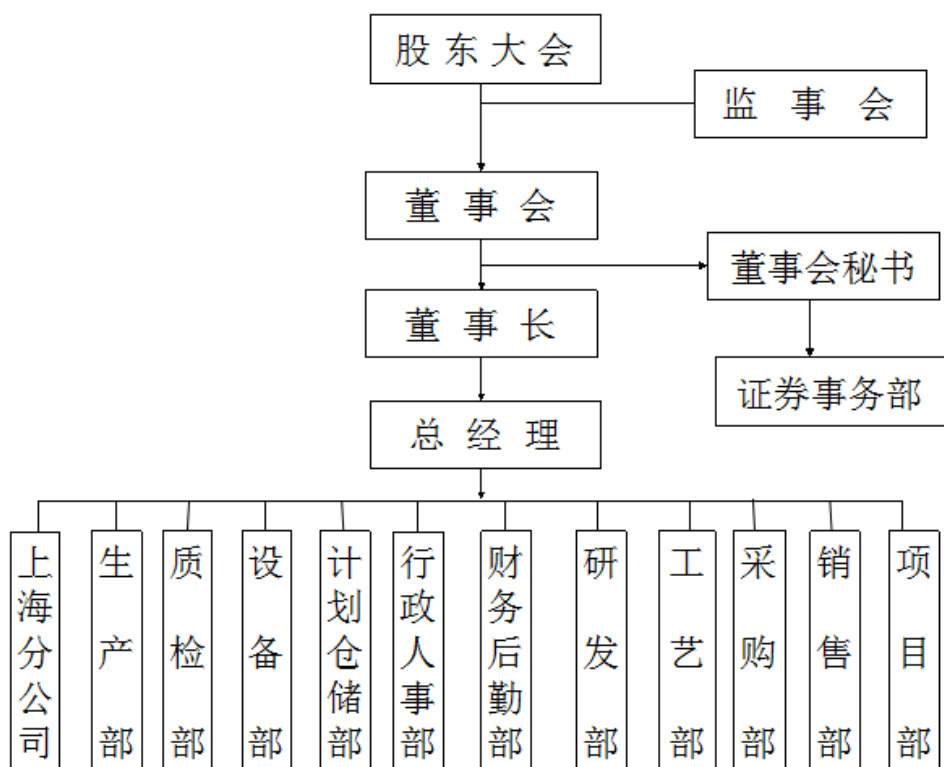 股东大会
监事会
董事会
董事会秘书
董事长
证券事务部
总经理
上海分公司
生产部
质检部
设备部
计划仓储部
行政人事部
财务后勤部
研发部
工艺部
采购部
销售部
项目部